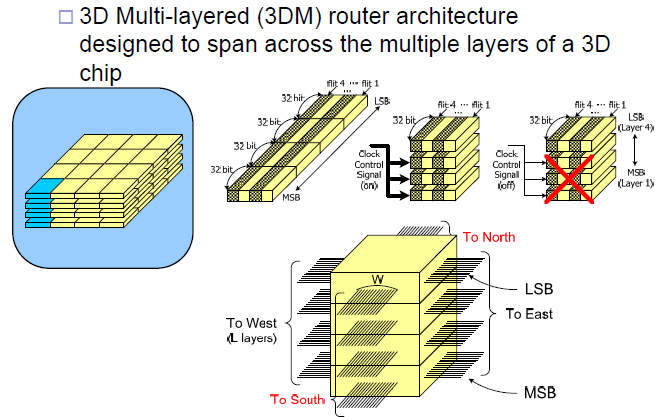 3D Multi-layered (3DM) router architecture
designed to span across the multiple layers of a 3D
chip
flit 4 ... flit 1
32 bit
LSB
32 bit
32 bit
32 bit
MSB
flit 4 ... flit 1
32 bit
Clock
Control
Signal
(on)
flit 4 ... flit 1
32 bit
LSB
(Layer 4)
Clock
Control
Signal
(off)
MSB
(Layer 1)
To North
W
LSB
To West
(L layers)
To East
To South
MSB